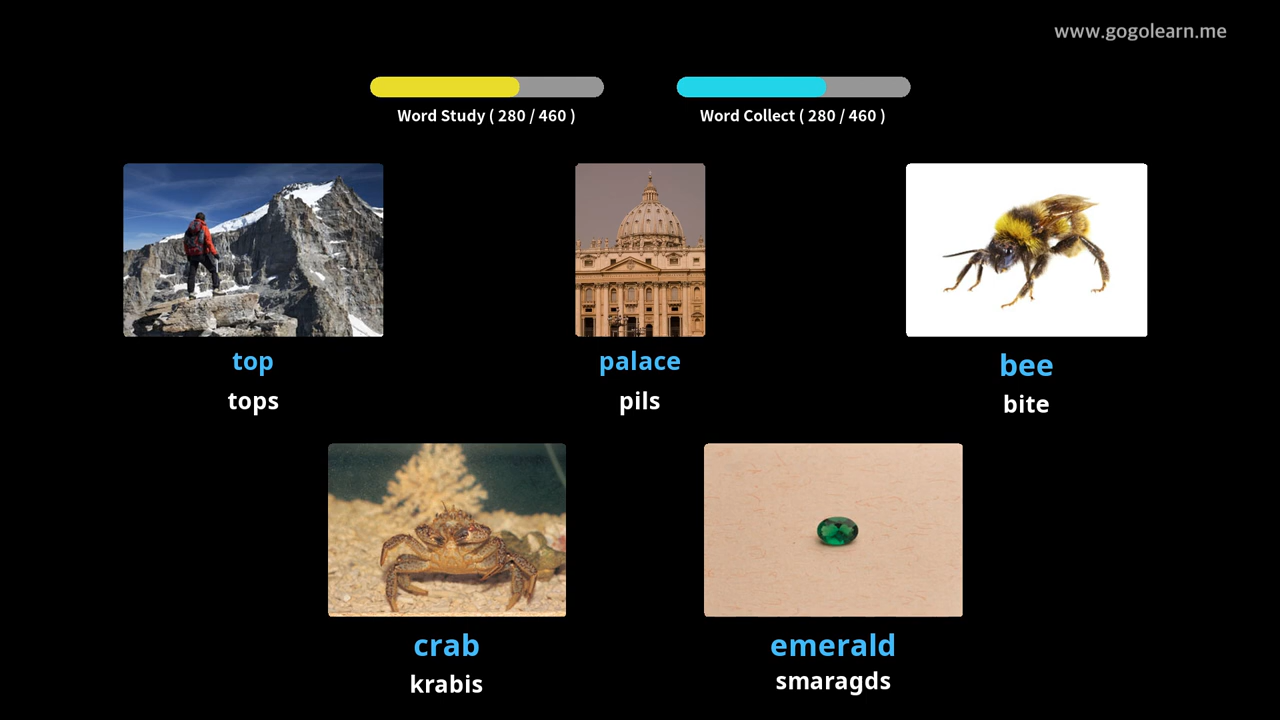 www.gogolearn.me
Word Study ( 280 / 460 )
Word Collect ( 280 / 460 )
top
tops
palace
pils
bee
bite
crab
krabis
emerald
smaragds